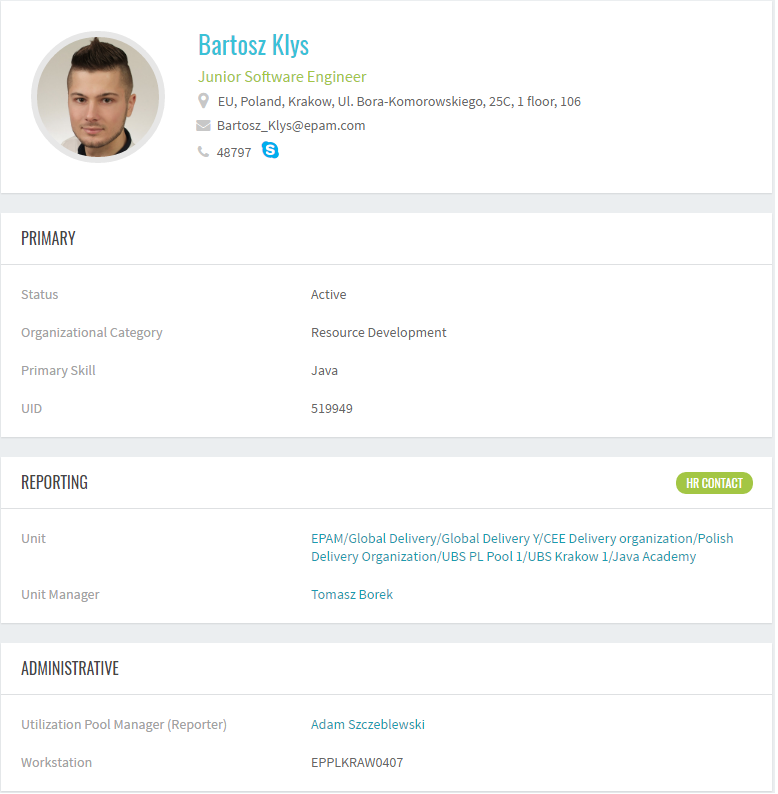 Bartosz Klys
Junior Software Engineer
EU, Poland, Krakow, Ul. Bora-Komorowskiego, 25C, 1 floor, 106
Bartosz_Klys@epam.com
48797
PRIMARY
Status Active
Organizational Category Resource Development
Primary Skill Java
UID 519949
REPORTING HR CONTACT
Unit EPAM/Global Delivery/Global Delivery Y/CEE Delivery organization/Polish
Delivery Organization/UBS PL Pool 1/UBS Krakow 1/Java Academy
Unit Manager Tomasz Borek
ADMINISTRATIVE
Utilization Pool Manager (Reporter) Adam Szczeblewski
Workstation EPPLKRAW0407